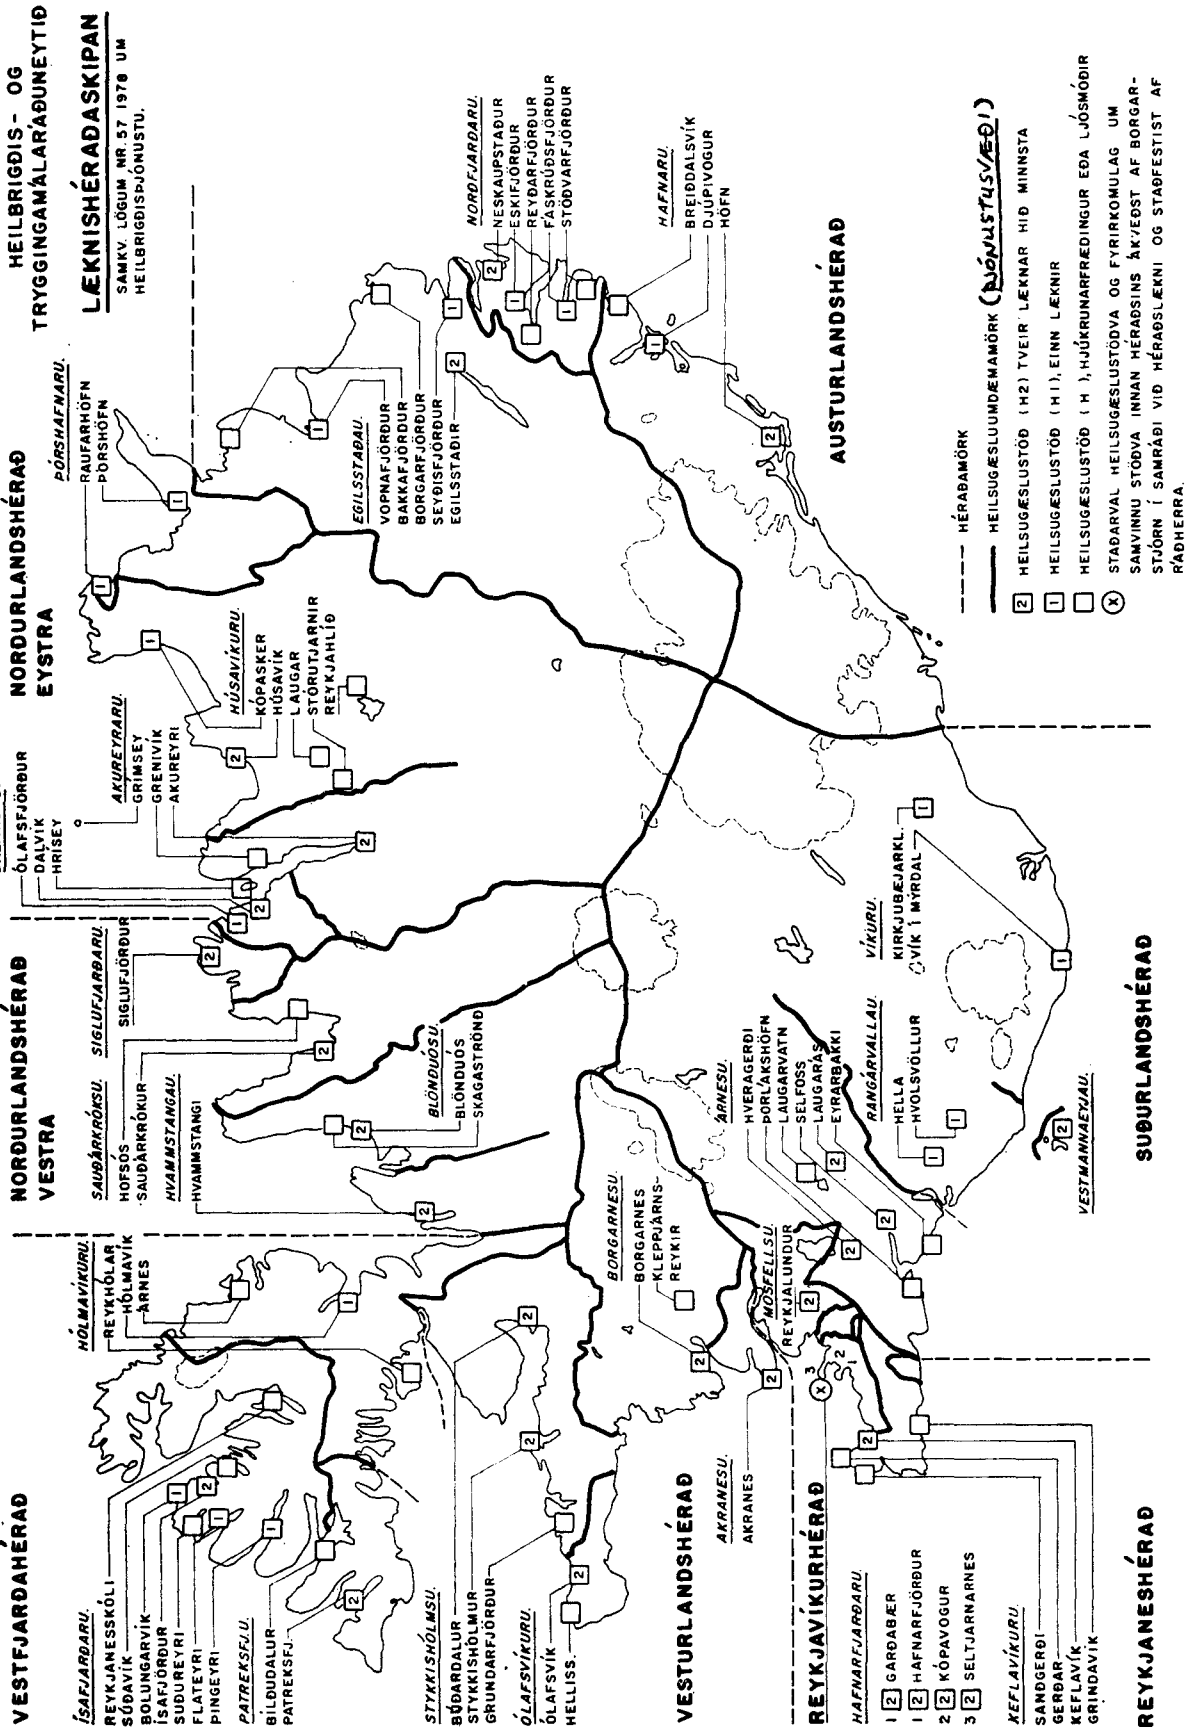 HEILBRIGÐIS- OG
TRYGGINGAMÁLARÁÐUNEYTIÐ
LÆKNISHÉRAÐASKIPAN
SAMKV. LÖGUM NR. 57 1978 UM
HEILBRIGÐISÞJÓNUSTU.
VESTFJARÐAHÉRAÐ
ÍSAFJARÐARU.
REYKJANESSKÓLI
SÚÐAVÍK
BOLUNGARVÍK
ÍSAFJÖRÐUR
SUÐUREYRI
FLATEYRI
ÞINGEYRI
PATREKSFJ.U.
BÍLDUDALUR
PATREKSFJ.
HÓLMAVÍKURU.
REYKHÓLAR
HÓLMAVÍK
ÁRNES
NORÐURLANDSHÉRAÐ
VESTRA
SAUÐÁRKRÓKSU.
HOFSÓS
SAUÐÁRKRÓKUR
HVAMMSTANGAU.
HVAMMSTANGI
SIGLUFJARÐARU.
SIGLUFJÖRÐUR
BLÖNDUÓSU.
BLÖNDUÓS
SKAGASTRÖND
ÓLAFSFJÖRÐUR
DALVÍK
HRÍSEY
NORÐURLANDSHÉRAÐ
EYSTRA
AKUREYRARU.
GRÍMSEY
GRENIVÍK
AKUREYRI
HÚSAVÍKURU.
KÓPASKER
HÚSAVÍK
LAUGAR
STÓRUTJARNIR
REYKJAHLÍÐ
ÞÓRSHAFNARU.
RAUFARHÖFN
ÞÓRSHÖFN
EGILSSTAÐAU.
VOPNAFJÖRÐUR
BAKKAFJÖRÐUR
BORGARFJÖRÐUR
SEYÐISFJÖRÐUR
EGILSSTAÐIR
NORÐFJARÐARU.
NESKAUPSTAÐUR
ESKIFJÖRÐUR
REYÐARFJÖRÐUR
FÁSKRÚÐSFJÖRÐUR
STÖÐVARFJÖRÐUR
HAFNARU.
BREIÐDALSVÍK
DJÚPIVOGUR
HÖFN
AUSTURLANDSHÉRAÐ
STYKKISHÓLMSU.
BÚÐARDALUR
STYKKISHÓLMUR
GRUNDARFJÖRÐUR
ÓLAFSVÍKURU.
ÓLAFSVÍK
HELLISS.
BORGARNESU.
BORGARNES
KLEPPJÁRNS-
REYKIR
AKRANESU.
AKRANES
VESTURLANDSHÉRAÐ
MOSFELLSU.
REYKJALUNDUR
ÁRNESU.
HVERAGERÐI
ÞORLÁKSHÖFN
LAUGARVATN
SELFOSS
LAUGARÁS
EYRARBAKKI
RANGÁRVALLAU.
HELLA
HVOLSVÖLLUR
VÍKURU.
KIRKJUBÆJARKL.
VÍK Í MÝRDAL
VESTMANNAEYJAU.
SUÐURLANDSHÉRAÐ
REYKJAVÍKURHÉRAÐ
HAFNARFJARÐARU.
1 2 GARÐABÆR
1 2 HAFNARFJÖRÐUR
2 2 KÓPAVOGUR
3 2 SELTJARNARNES
KEFLAVÍKURU.
SANDGERÐI
GERÐAR
KEFLAVÍK
GRINDAVÍK
REYKJANESHÉRAÐ
HÉRAÐAMÖRK
HEILSUGÆSLUUMDÆMAMÖRK (ÞJÓNUSTUSVÆÐI)
2 HEILSUGÆSLUSTÖÐ (H2) TVEIR LÆKNAR HIÐ MINNSTA
1 HEILSUGÆSLUSTÖÐ (H1), EINN LÆKNIR
HEILSUGÆSLUSTÖÐ (H), HJÚKRUNARFRÆÐINGUR EÐA LJÓSMÓÐIR
X STAÐARVAL HEILSUGÆSLUSTÖÐVA OG FYRIRKOMULAG UM
SAMVINNU STÖÐVA INNAN HÉRAÐSINS ÁKVEÐST AF BORGAR-
STJÓRN Í SAMRÁÐI VIÐ HÉRAÐSLÆKNI OG STAÐFESTIST AF
RÁÐHERRA.